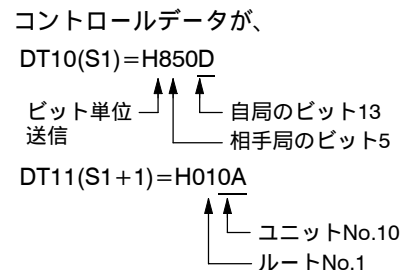 コントロールデータが、
DT10(S1)=H850D
ビット単位
送信
自局のビット13
相手局のビット5
DT11(S1+1)=H010A
ユニットNo.10
ルートNo.1